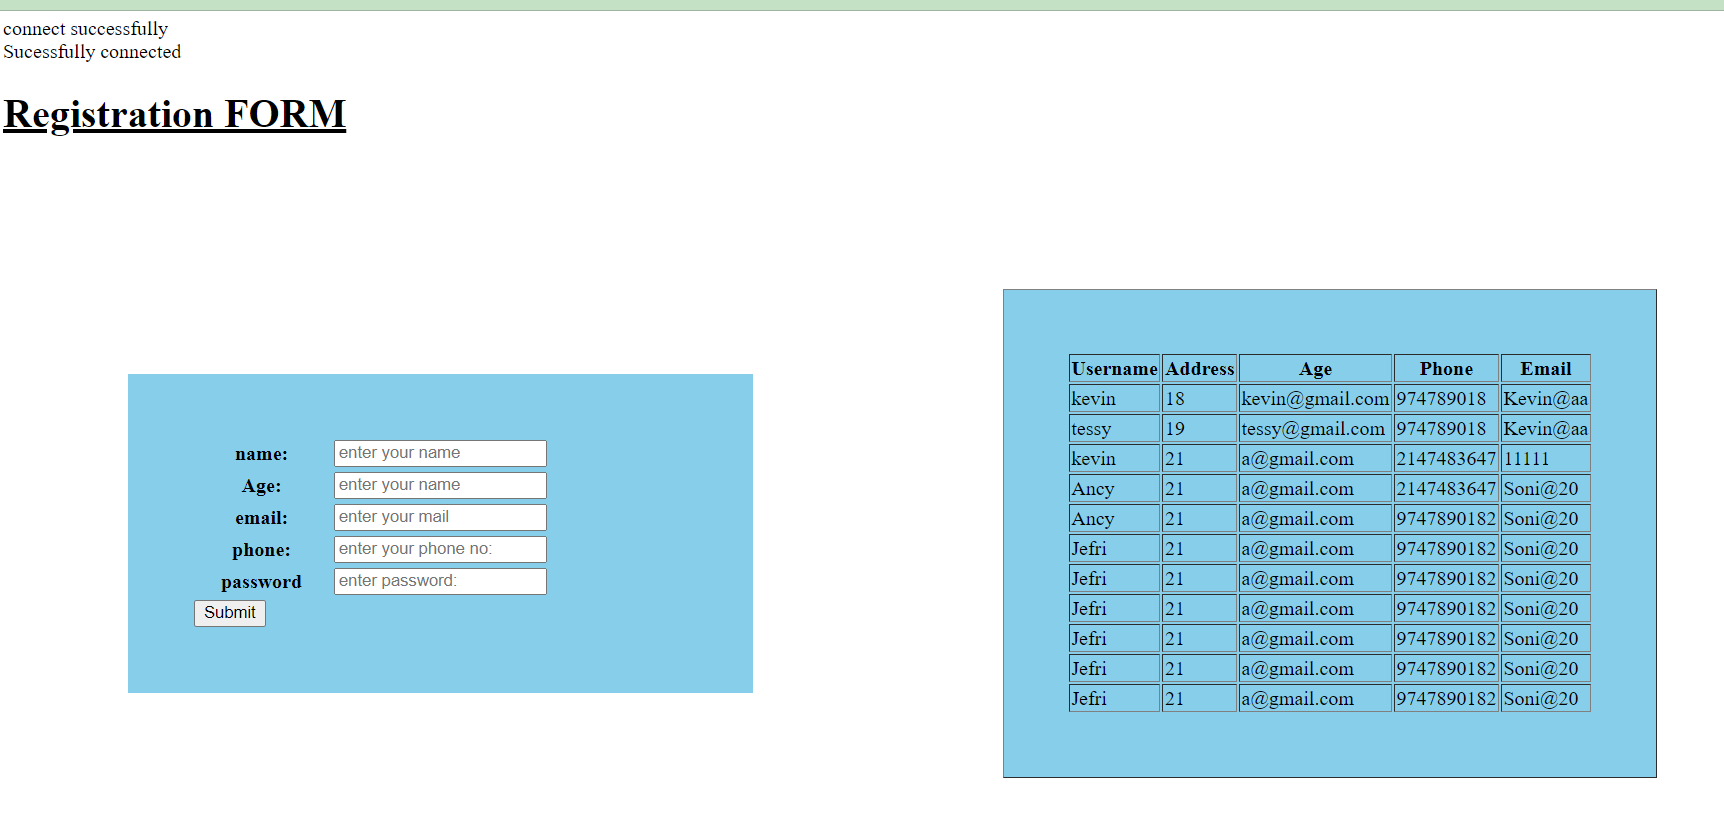 connect successfully
Sucessfully connected
Registration FORM
name: enter your name
Age: enter your name
email: enter your mail
phone: enter your phone no:
password enter password:
Submit
Username Address Age Phone Email
kevin 18 kevin@gmail.com 974789018 Kevin@aa
tessy 19 tessy@gmail.com 974789018 Kevin@aa
kevin 21 a@gmail.com 2147483647 11111
Ancy 21 a@gmail.com 2147483647 Soni@20
Ancy 21 a@gmail.com 9747890182 Soni@20
Jefri 21 a@gmail.com 9747890182 Soni@20
Jefri 21 a@gmail.com 9747890182 Soni@20
Jefri 21 a@gmail.com 9747890182 Soni@20
Jefri 21 a@gmail.com 9747890182 Soni@20
Jefri 21 a@gmail.com 9747890182 Soni@20
Jefri 21 a@gmail.com 9747890182 Soni@20